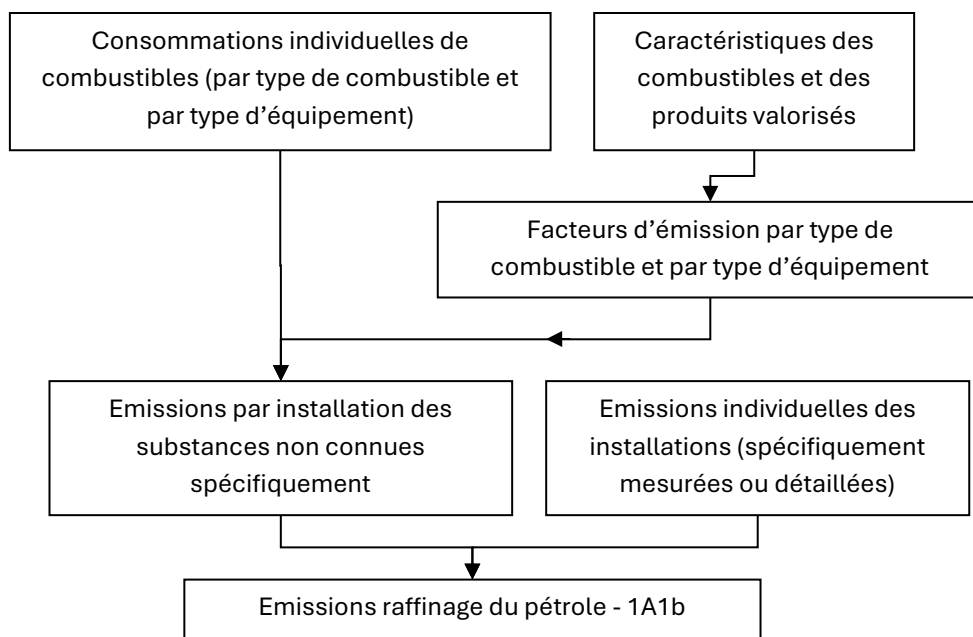 Consommations individuelles de
combustibles (par type de combustible et
par type d’équipement)
Caractéristiques des
combustibles et des
produits valorisés
Facteurs d’émission par type de
combustible et par type d’équipement
Emissions par installation des
substances non connues
spécifiquement
Emissions individuelles des
installations (spécifiquement
mesurées ou détaillées)
Emissions raffinage du pétrole - 1A1b